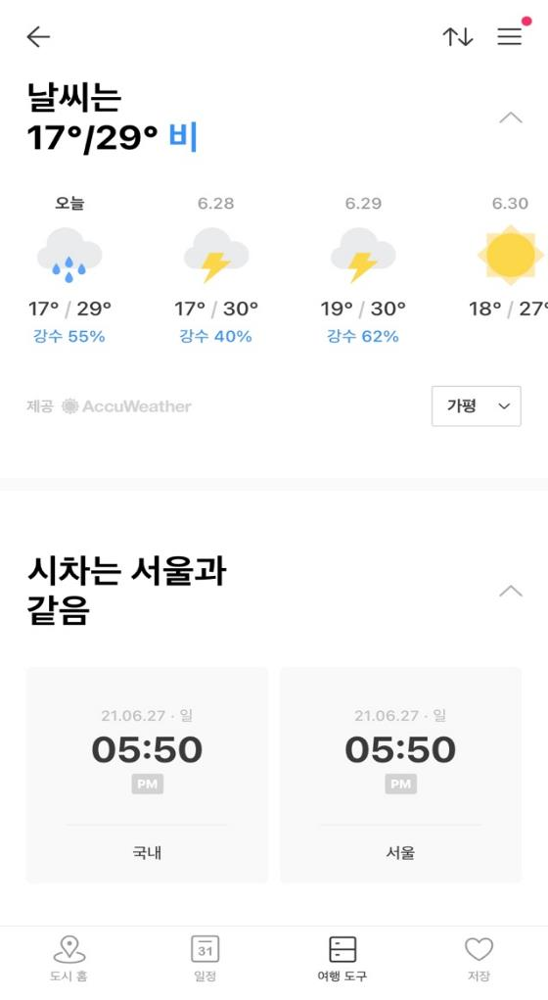 날씨는
17°/29° 비
오늘
6.28
6.29
6.30
17° / 29°
17° / 30°
19° / 30°
18° / 27°
강수 55%
강수 40%
강수 62%
제공 AccuWeather
가평
시차는 서울과
같음
21.06.27 · 일
05:50
PM
국내
21.06.27 · 일
05:50
PM
서울
도시 홈
31
일정
여행 도구
저장